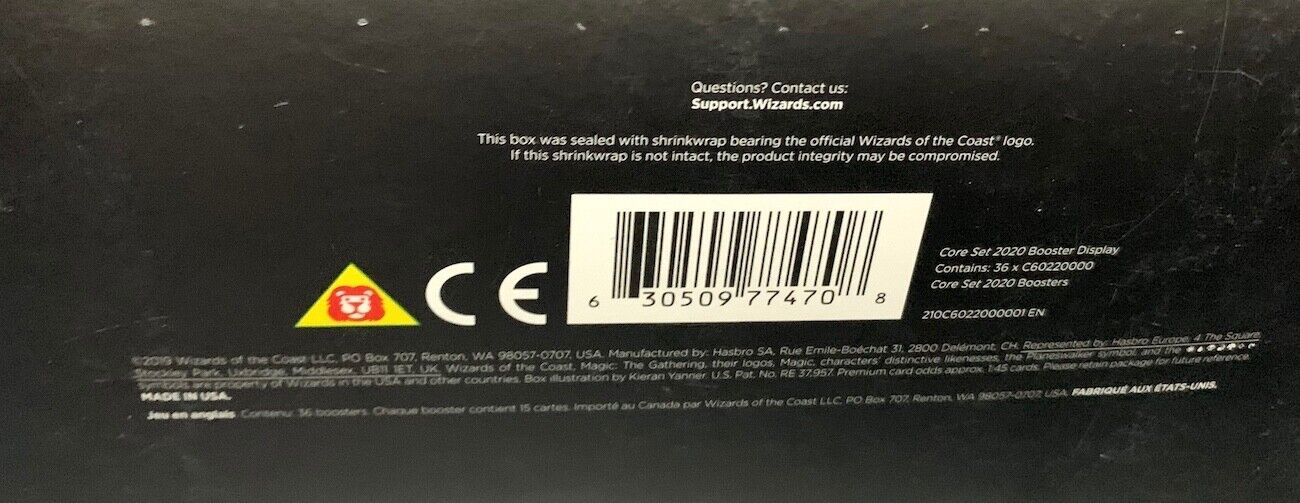 Questions? Contact us:
Support.Wizards.com
This box was sealed with shrinkwrap bearing the official Wizards of the Coast® logo.
If this shrinkwrap is not intact, the product integrity may be compromised.
6 30509 77470 8
Core Set 2020 Booster Display
Contains: 36 x C60220000
Core Set 2020 Boosters
210C6022000001 EN
CE
©2019 Wizards of the Coast LLC, PO Box 707, Renton, WA 98057-0707, USA. Manufactured by: Hasbro SA, Rue Emile-Boéchat 31, 2800 Delémont, CH. Represented by: Hasbro Europe, 4 The Square,
Stockley Park, Uxbridge, Middlesex, UB11 1ET, UK. Wizards of the Coast, Magic: The Gathering, their logos, Magic, characters' distinctive likenesses, the Planeswalker symbol, and the
symbols are property of Wizards in the USA and other countries. Box illustration by Kieran Yanner. U.S. Pat. No. RE 37,957. Premium card odds approx. 1:45 cards. Please retain package for future reference.
MADE IN USA.
Jeu en anglais. Contenu: 36 boosters. Chaque booster contient 15 cartes. Importé au Canada par Wizards of the Coast LLC, PO Box 707, Renton, WA 98057-0707, USA. FABRIQUÉ AUX ÉTATS-UNIS.